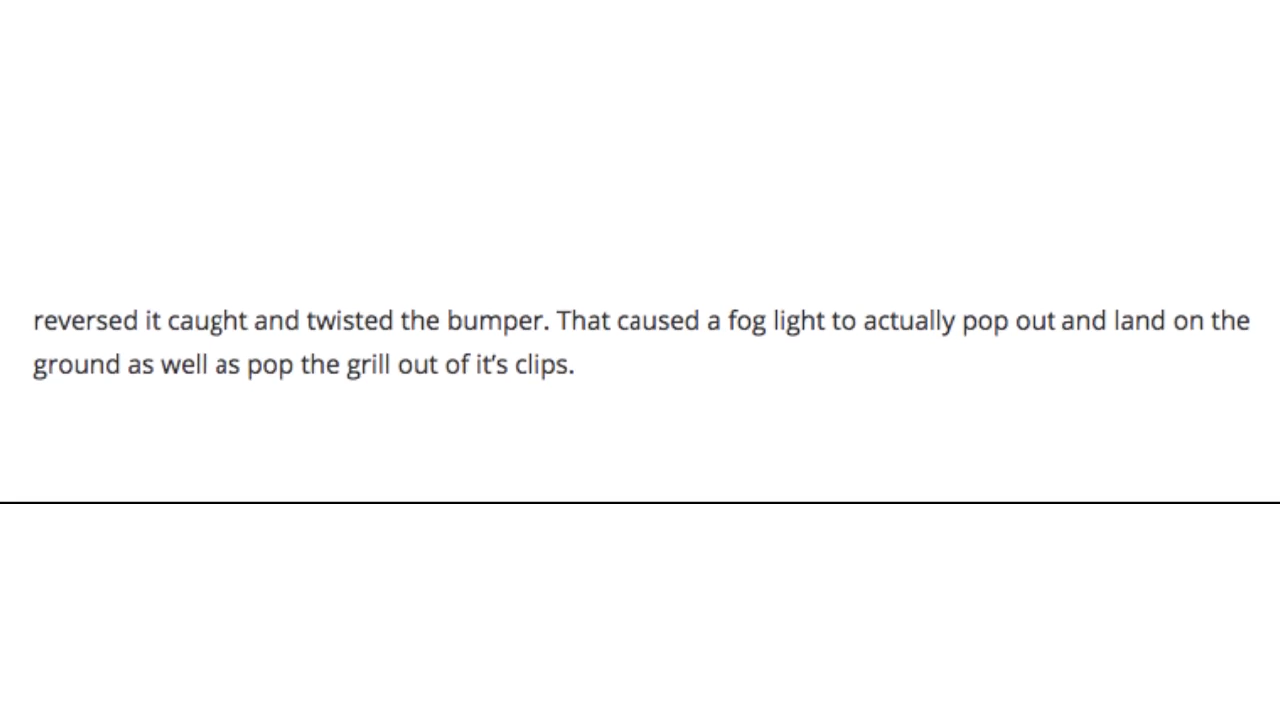 reversed it caught and twisted the bumper. That caused a fog light to actually pop out and land on the
ground as well as pop the grill out of it’s clips.